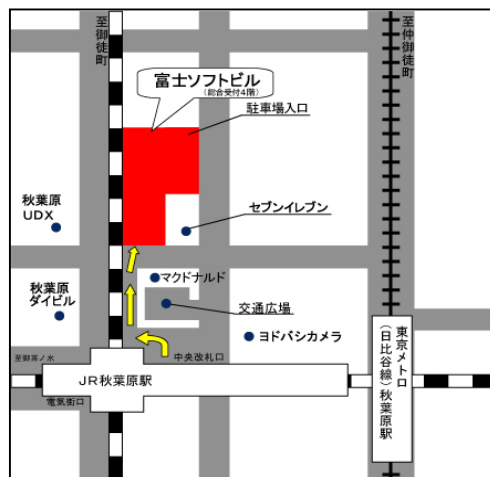 至御徒町
至仲御徒町
富士ソフトビル
（総合受付4階）
駐車場入口
秋葉原
UDX
セブンイレブン
秋葉原
ダイビル
マクドナルド
交通広場
ヨドバシカメラ
至御茶ノ水
中央改札口
JR秋葉原駅
電気街口
東京メトロ
（日比谷線）秋葉原駅